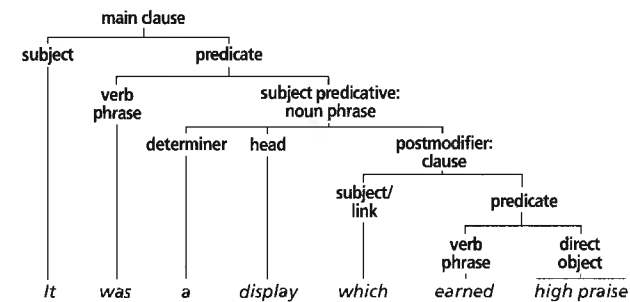 main clause
subject predicate
verb phrase
subject predicative: noun phrase
determiner head
postmodifier: clause
subject/ link
predicate
verb phrase
direct object
It was a display which earned high praise